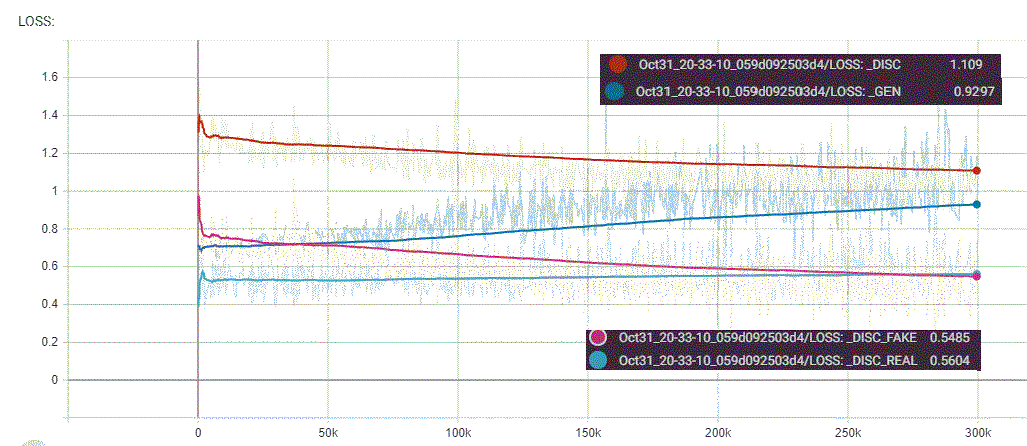 LOSS:
1.6
1.4
1.2
1
0.8
0.6
0.4
0.2
0
Oct31_20-33-10_059d092503d4/LOSS: _DISC 1.109
Oct31_20-33-10_059d092503d4/LOSS: _GEN 0.9297
Oct31_20-33-10_059d092503d4/LOSS: _DISC_FAKE 0.5485
Oct31_20-33-10_059d092503d4/LOSS: _DISC_REAL 0.5604
0 50k 100k 150k 200k 250k 300k